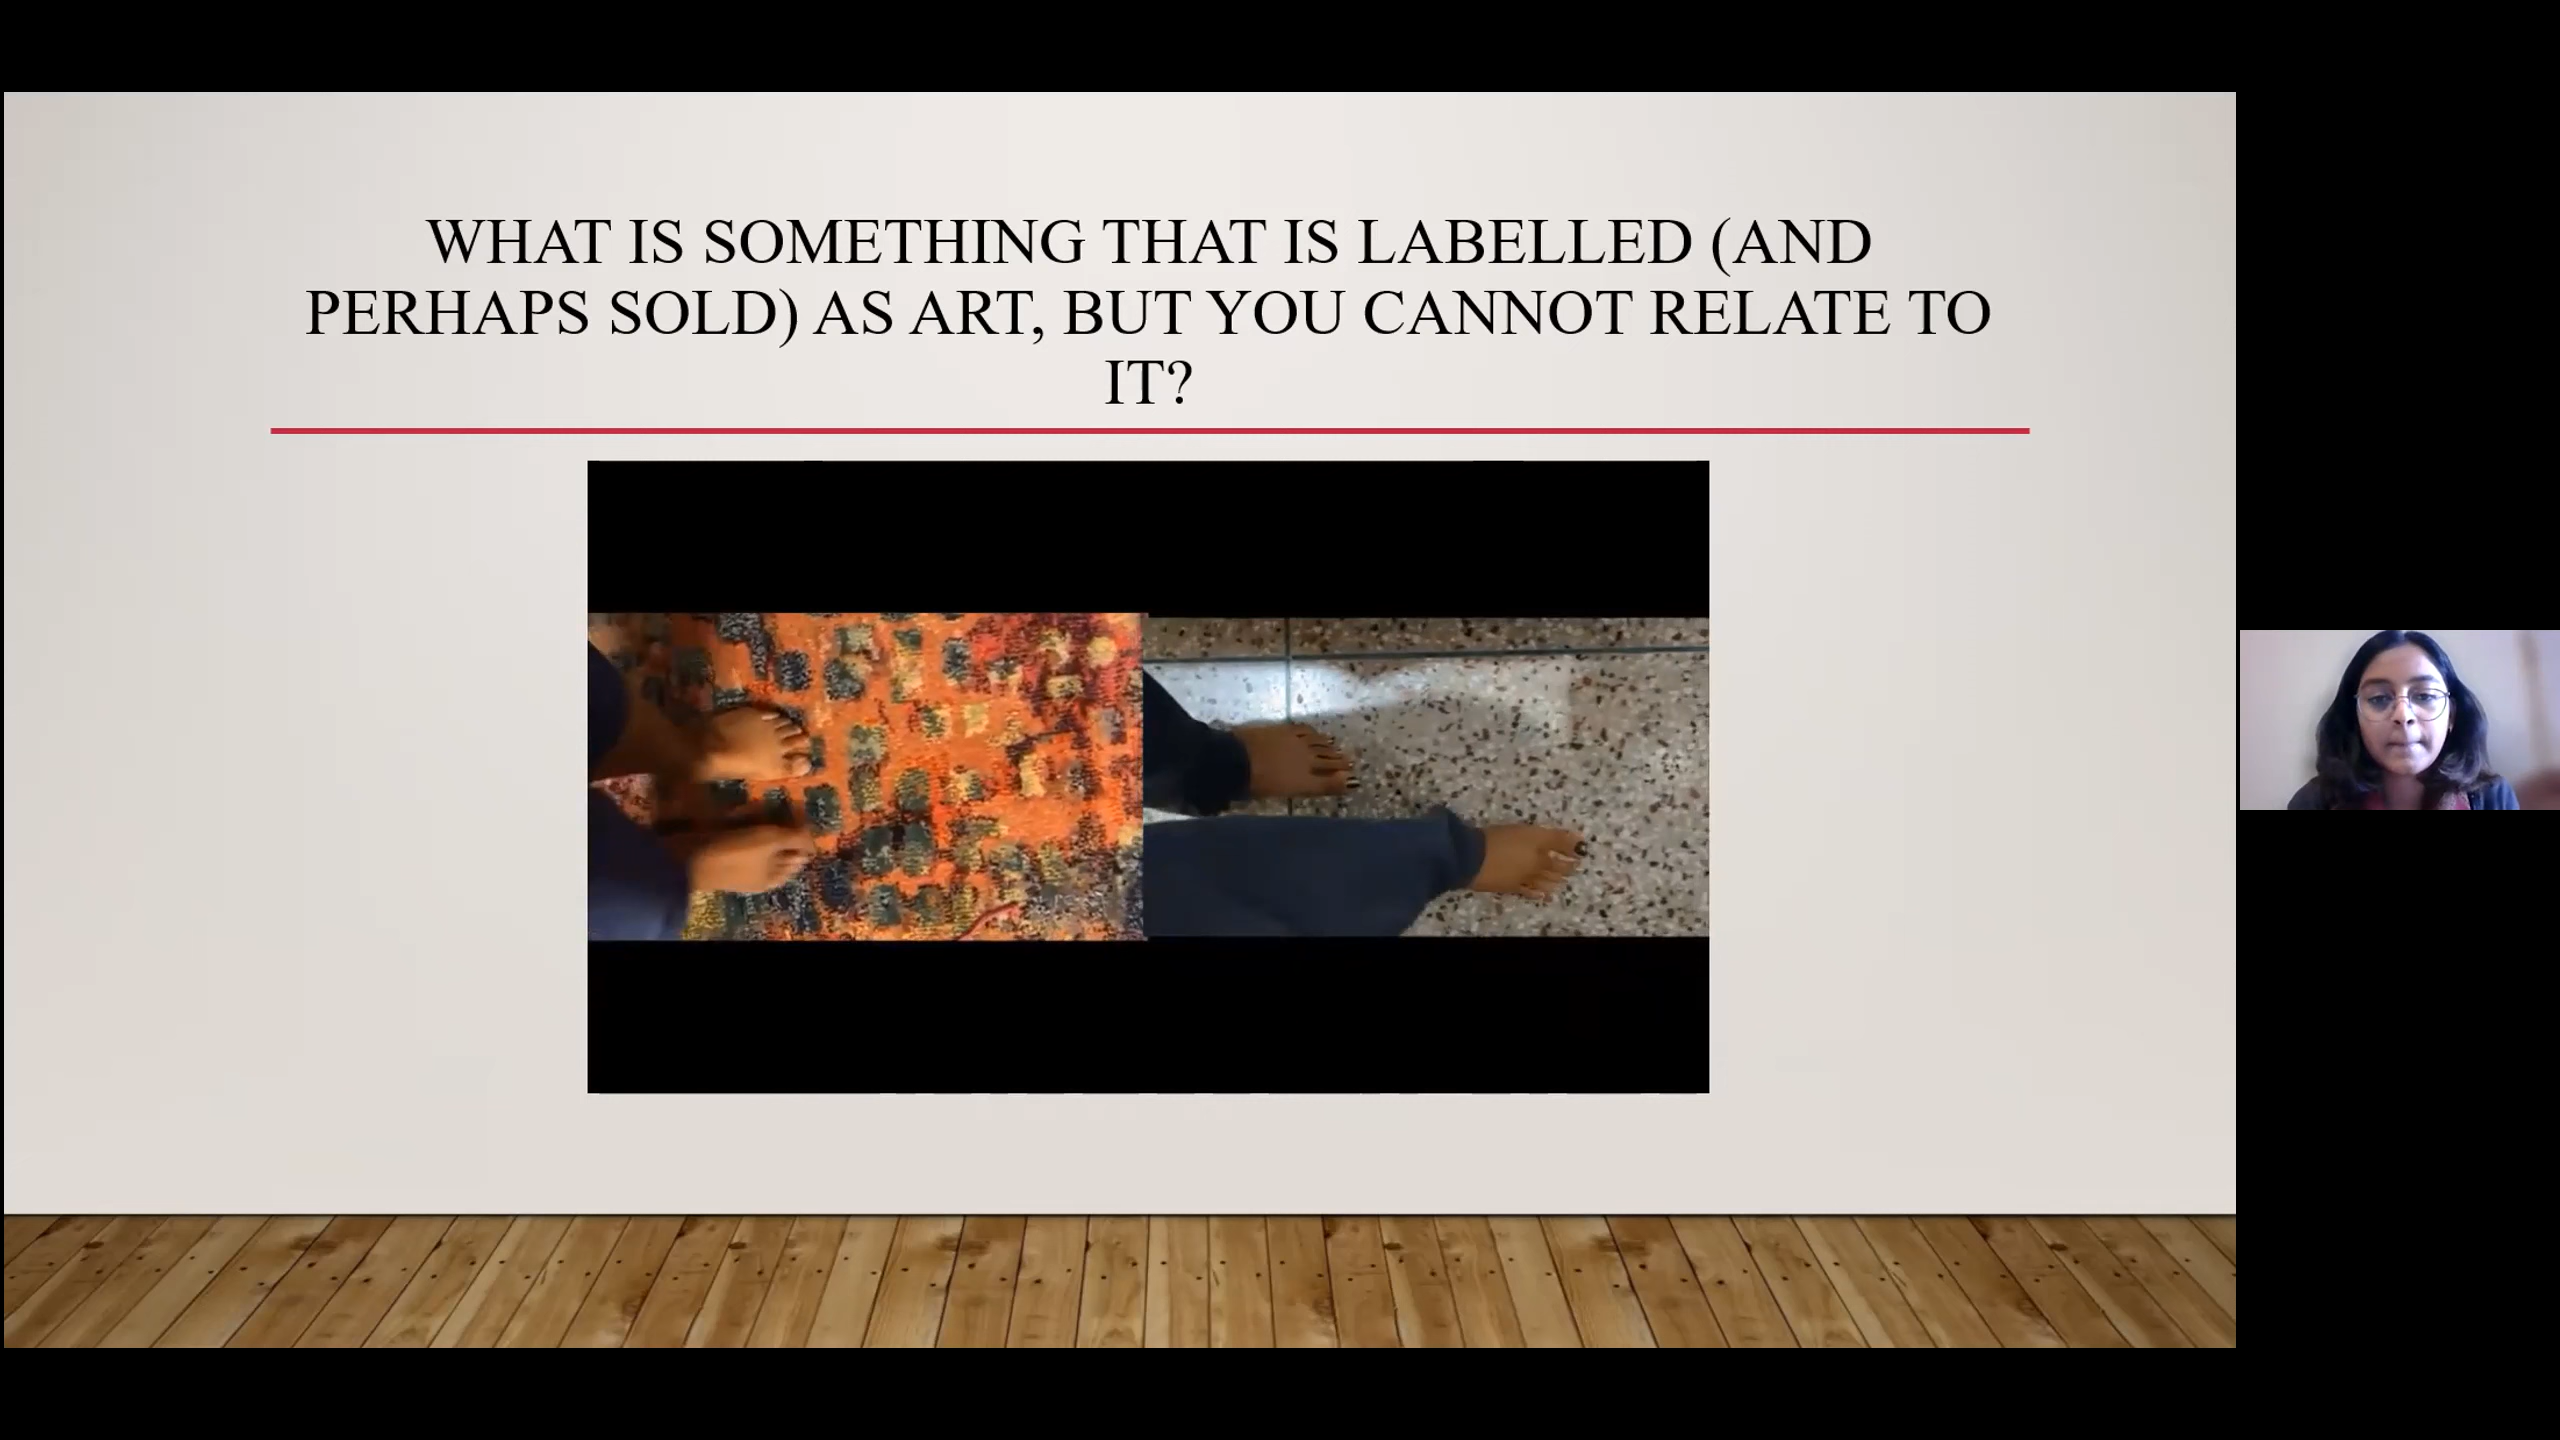 WHAT IS SOMETHING THAT IS LABELLED (AND
PERHAPS SOLD) AS ART, BUT YOU CANNOT RELATE TO
IT?